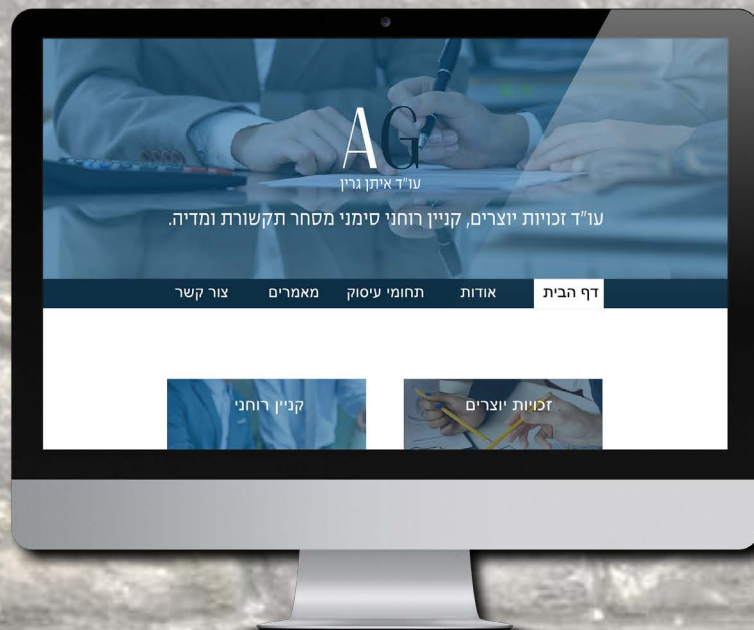 AG
עו"ד איתן גרין
עו"ד זכויות יוצרים, קניין רוחני סימני מסחר תקשורת ומדיה.
דף הבית אודות תחומי עיסוק מאמרים צור קשר
זכויות יוצרים קניין רוחני